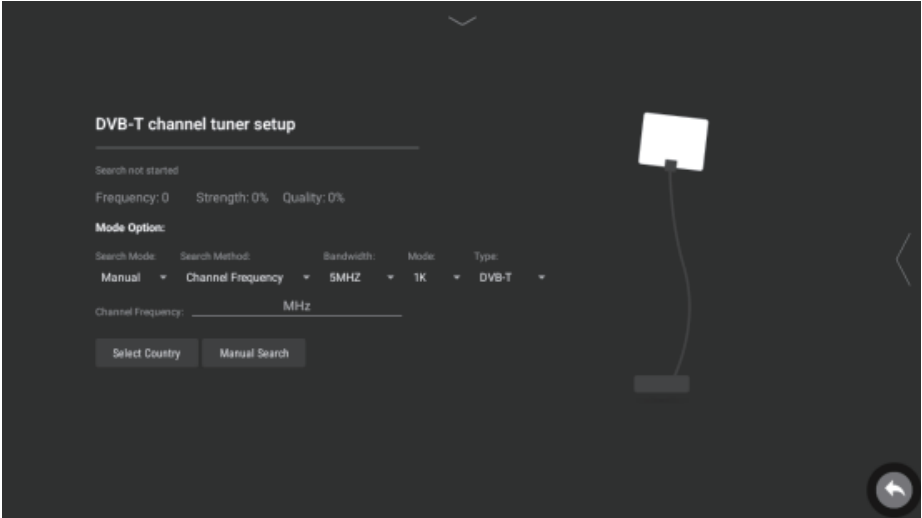 DVB-T channel tuner setup
Search not started
Frequency: 0 Strength: 0% Quality: 0%
Mode Option:
Search Mode: Search Method: Bandwidth: Mode: Type:
Manual Channel Frequency 5MHZ 1K DVB-T
Channel Frequency: MHz
Select Country Manual Search